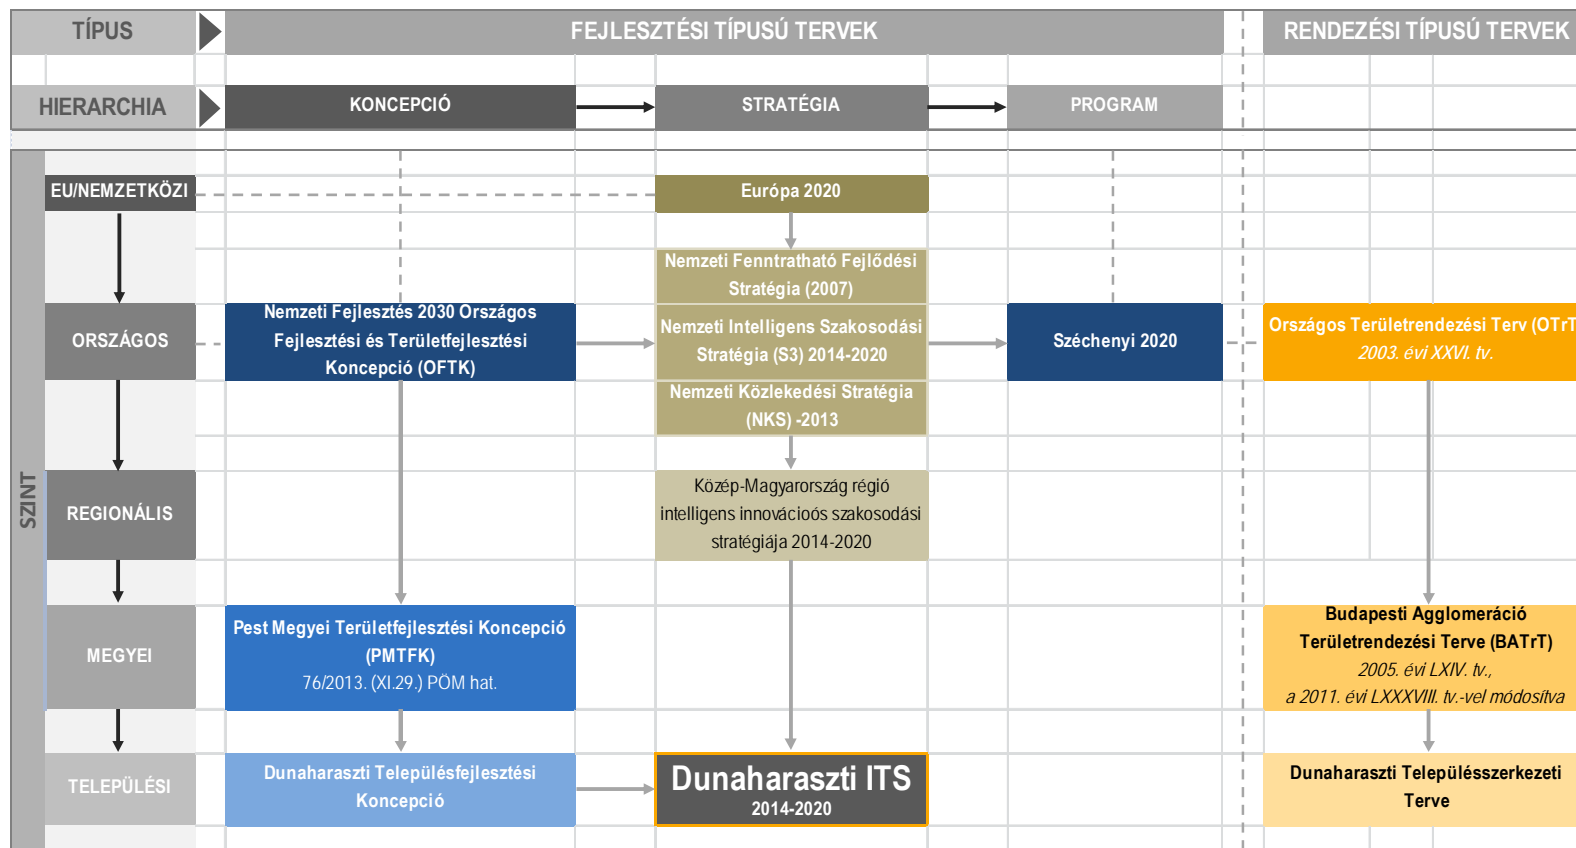 TÍPUS
FEJLESZTÉSI TÍPUSÚ TERVEK
RENDEZÉSI TÍPUSÚ TERVEK
HIERARCHIA
KONCEPCIÓ
STRATÉGIA
PROGRAM
SZINT
EU/NEMZETKÖZI
Európa 2020
Nemzeti Fenntratható Fejlődési
Stratégia (2007)
ORSZÁGOS
Nemzeti Fejlesztés 2030 Országos
Fejlesztési és Területfejlesztési
Koncepció (OFTK)
Nemzeti Intelligens Szakosodási
Stratégia (S3) 2014-2020
Széchenyi 2020
Országos Területrendezési Terv (OTrT
2003. évi XXVI. tv.
Nemzeti Közlekedési Stratégia
(NKS) -2013
REGIONÁLIS
Közép-Magyarország régió
intelligens innovációós szakosodási
stratégiája 2014-2020
MEGYEI
Pest Megyei Területfejlesztési Koncepció
(PMTFK)
76/2013. (XI.29.) PÖM hat.
Budapesti Agglomeráció
Területrendezési Terve (BATrT)
2005. évi LXIV. tv.,
a 2011. évi LXXXVIII. tv.-vel módosítva
TELEPÜLÉSI
Dunaharaszti Településfejlesztési
Koncepció
Dunaharaszti ITS
2014-2020
Dunaharaszti Településszerkezeti
Terve